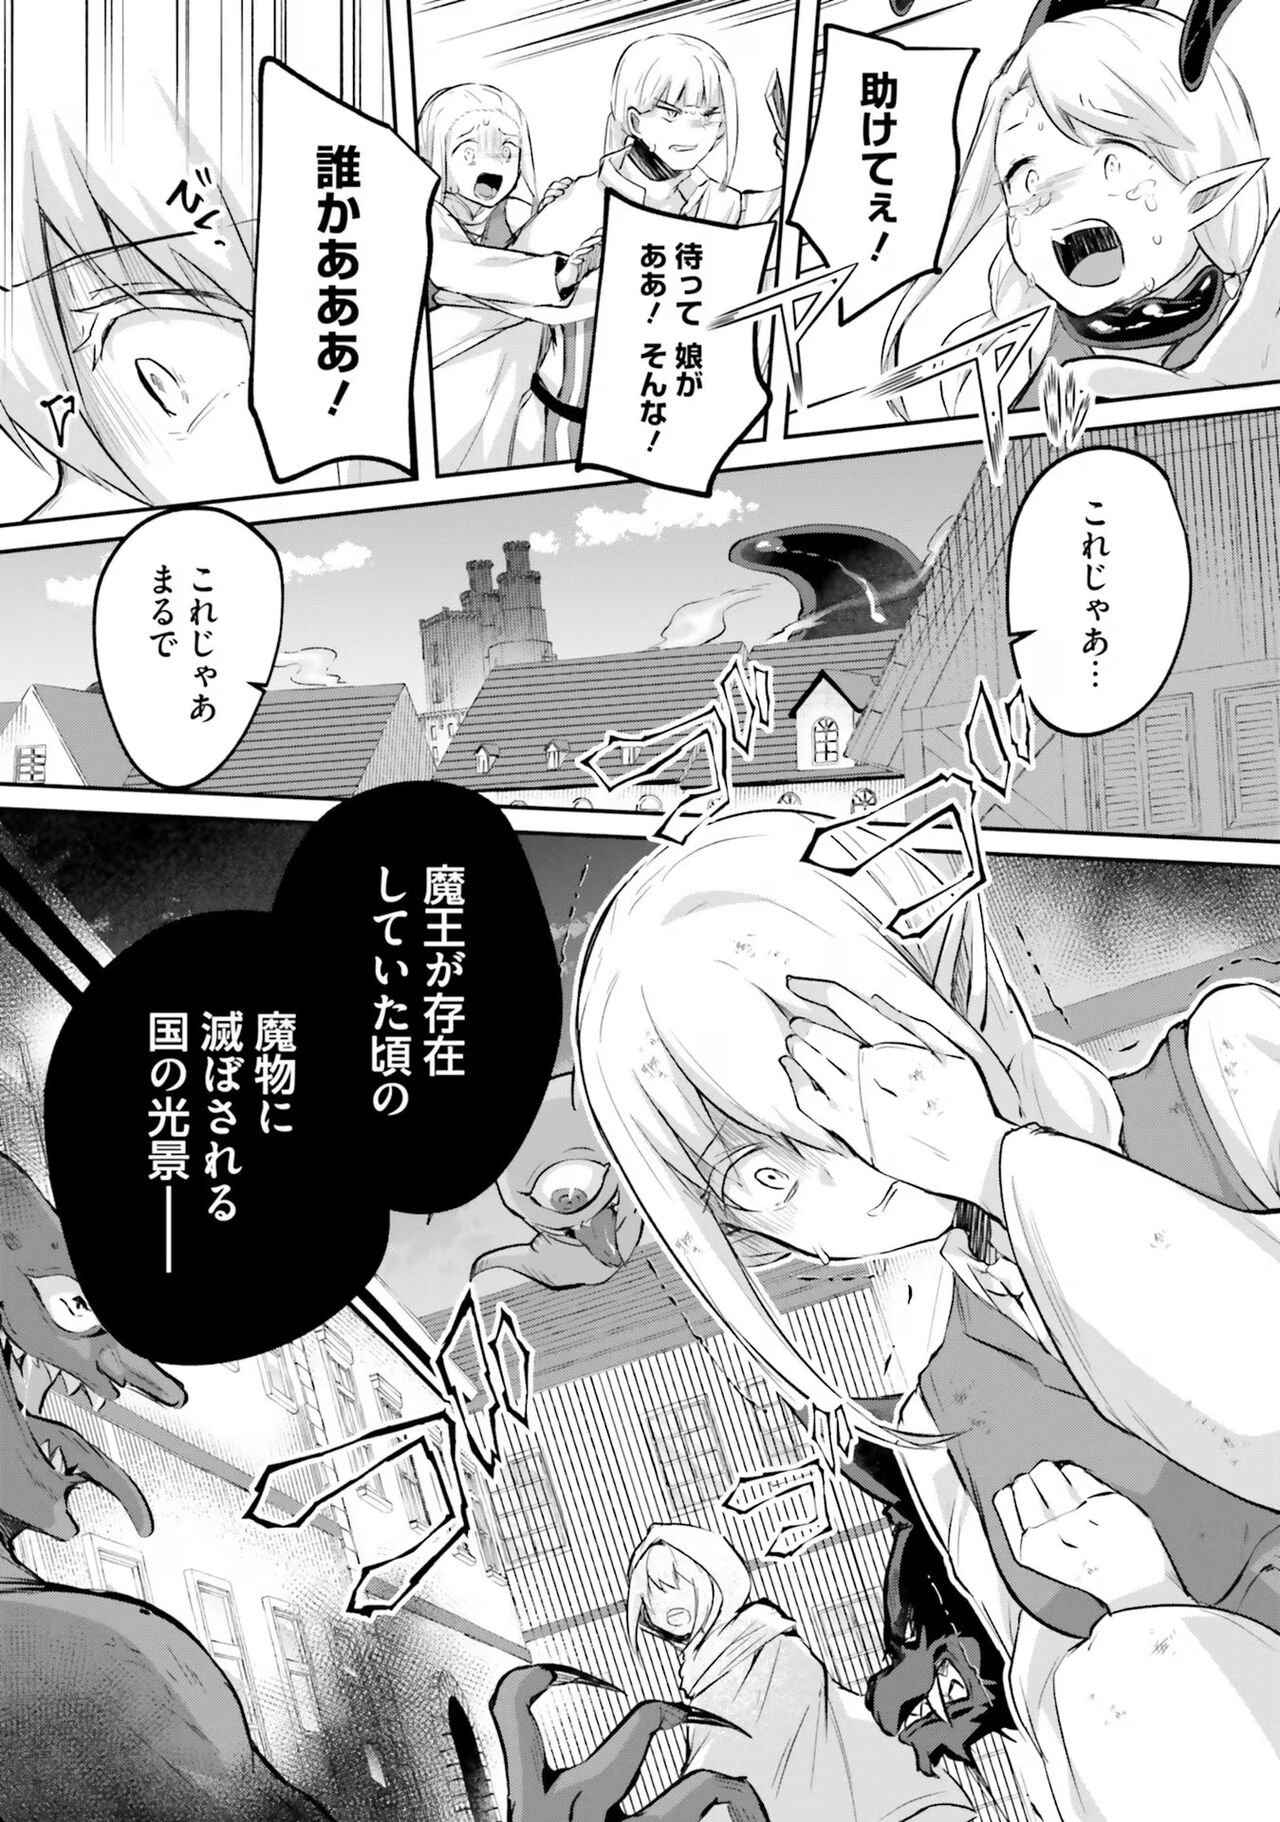 助けてぇ！
待って 娘が
ああ！ そんな！
誰かああああ！
これじゃあ…
これじゃあ
まるで
魔王が存在
していた頃の
魔物に
滅ぼされる
国の光景──